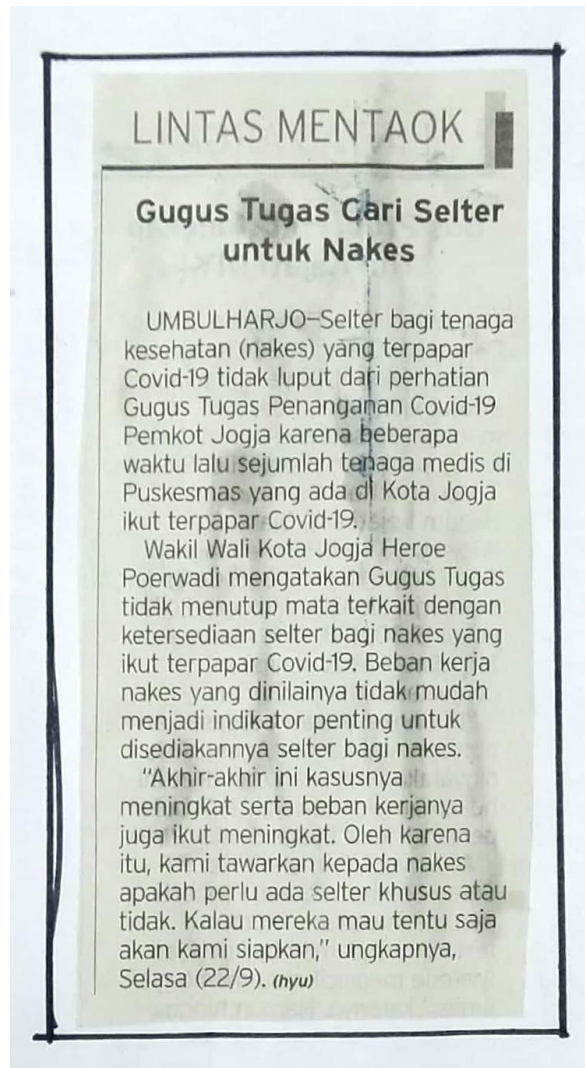 LINTAS MENTAOK
Gugus Tugas Cari Selter
untuk Nakes
UMBULHARJO–Selter bagi tenaga
kesehatan (nakes) yang terpapar
Covid-19 tidak luput dari perhatian
Gugus Tugas Penanganan Covid-19
Pemkot Jogja karena beberapa
waktu lalu sejumlah tenaga medis di
Puskesmas yang ada di Kota Jogja
ikut terpapar Covid-19.
Wakil Wali Kota Jogja Heroe
Poerwadi mengatakan Gugus Tugas
tidak menutup mata terkait dengan
ketersediaan selter bagi nakes yang
ikut terpapar Covid-19. Beban kerja
nakes yang dinilainya tidak mudah
menjadi indikator penting untuk
disediakannya selter bagi nakes.
"Akhir-akhir ini kasusnya
meningkat serta beban kerjanya
juga ikut meningkat. Oleh karena
itu, kami tawarkan kepada nakes
apakah perlu ada selter khusus atau
tidak. Kalau mereka mau tentu saja
akan kami siapkan," ungkapnya,
Selasa (22/9). (hyu)